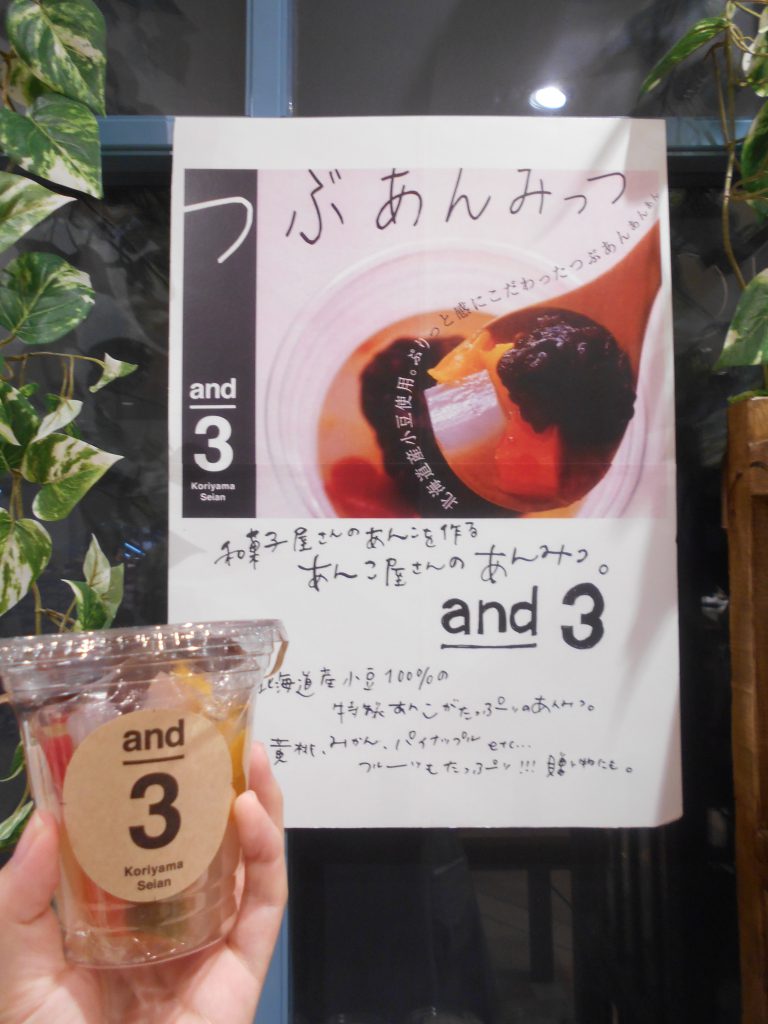 つぶあんみっつ
北海道産小豆使用。ぷりっと感にこだわったつぶあんぁんぁん
and
3
Koriyama
Seian
和菓子屋さんのあんこを作る
あんこ屋さんのあんみつ。
and 3
北海道産小豆100%の
特製あんこがたっぷりのあんみつ。
黄桃、みかん、パイナップル etc...
フルーツもたっぷり!!! 贈り物にも。
and
3
Koriyama
Seian